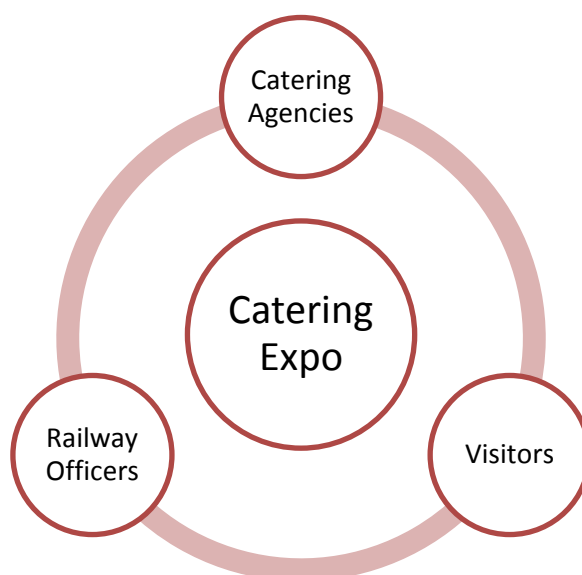 Catering
Agencies
Catering
Expo
Railway
Officers
Visitors